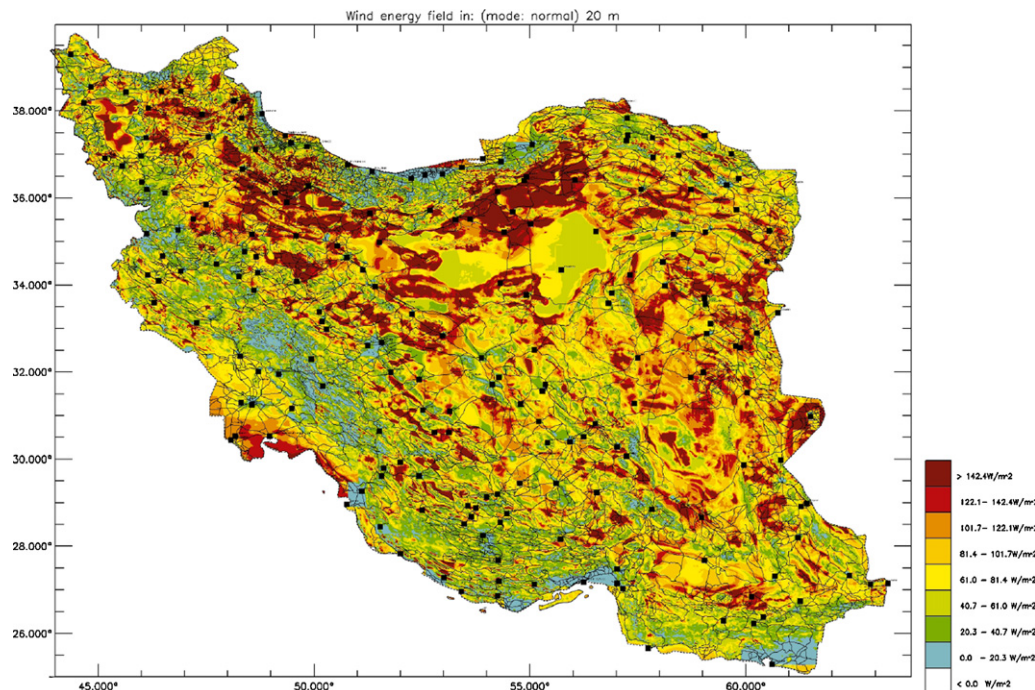 Wind energy field in: (mode: normal) 20 m
38.000°
36.000°
34.000°
32.000°
30.000°
28.000°
26.000°
45.000°
50.000°
55.000°
60.000°
> 142.4W/m²
122.1- 142.4W/m²
101.7- 122.1W/m²
81.4 - 101.7W/m²
61.0 - 81.4 W/m²
40.7 - 61.0 W/m²
20.3 - 40.7 W/m²
0.0 - 20.3 W/m²
< 0.0 W/m²